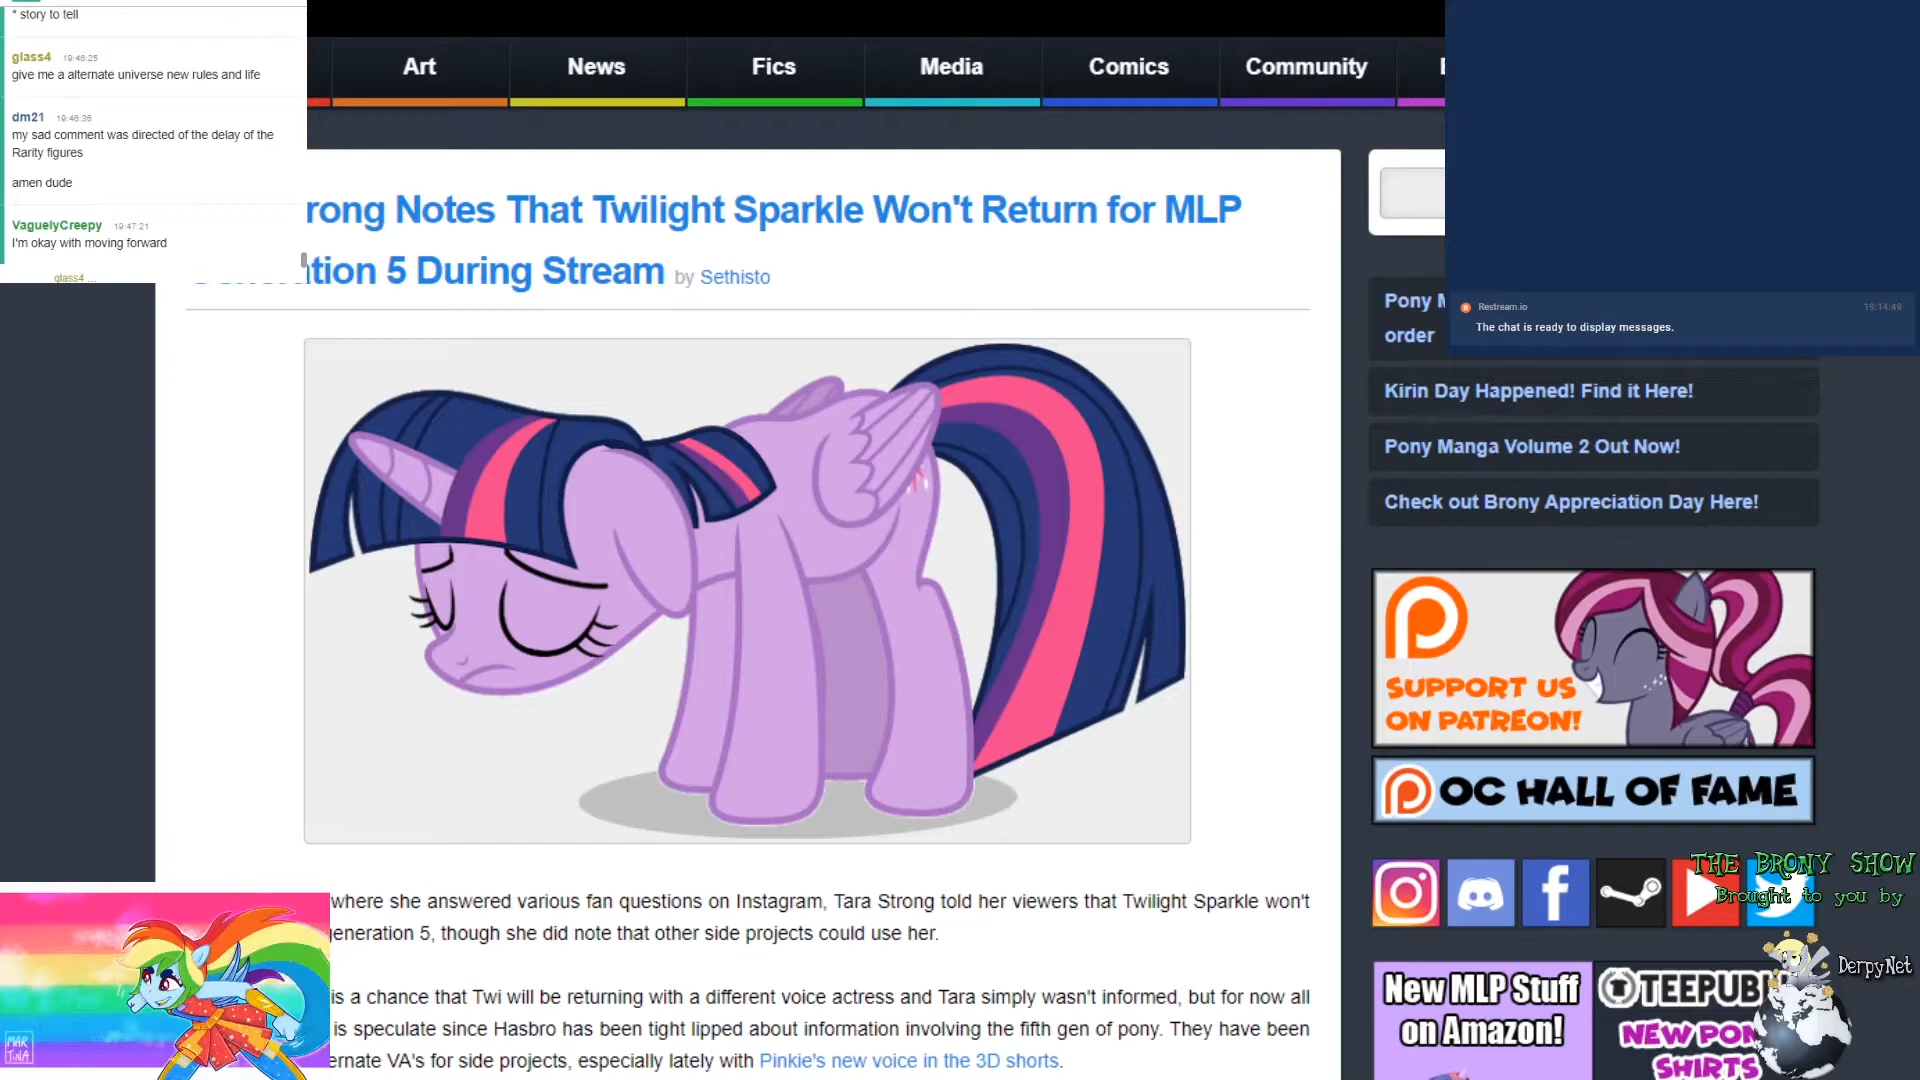 * story to tell
glass4 19:46:25
give me a alternate universe new rules and life
dm21 19:46:36
my sad comment was directed of the delay of the
Rarity figures
amen dude
VaguelyCreepy 19:47:21
I'm okay with moving forward
glass4 ...
Art News Fics Media Comics Community
rong Notes That Twilight Sparkle Won't Return for MLP
tion 5 During Stream by Sethisto
where she answered various fan questions on Instagram, Tara Strong told her viewers that Twilight Sparkle won't
eneration 5, though she did note that other side projects could use her.
is a chance that Twi will be returning with a different voice actress and Tara simply wasn't informed, but for now all
is speculate since Hasbro has been tight lipped about information involving the fifth gen of pony. They have been
ernate VA's for side projects, especially lately with Pinkie's new voice in the 3D shorts.
MAR
TINA
Restream.io 19:14:49
The chat is ready to display messages.
Pony M
order
Kirin Day Happened! Find it Here!
Pony Manga Volume 2 Out Now!
Check out Brony Appreciation Day Here!
SUPPORT US
ON PATREON!
OC HALL OF FAME
THE BRONY SHOW
Brought to you by
DerpyNet
New MLP Stuff
on Amazon!
TEEPUB
NEW PON
SHIRTS